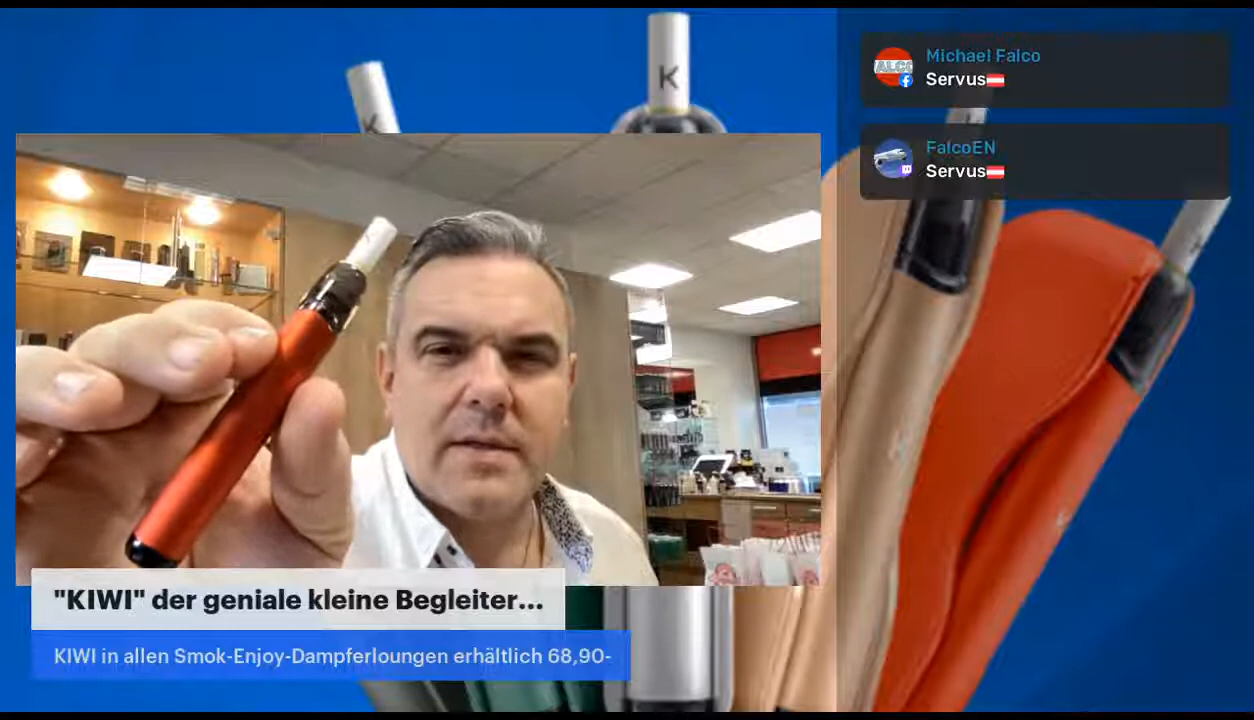 K
K
K
Michael Falco
FALCO
Servus🇦🇹
FalcoEN
Servus🇦🇹
"KIWI" der geniale kleine Begleiter...
KIWI in allen Smok-Enjoy-Dampferloungen erhältlich 68,90-